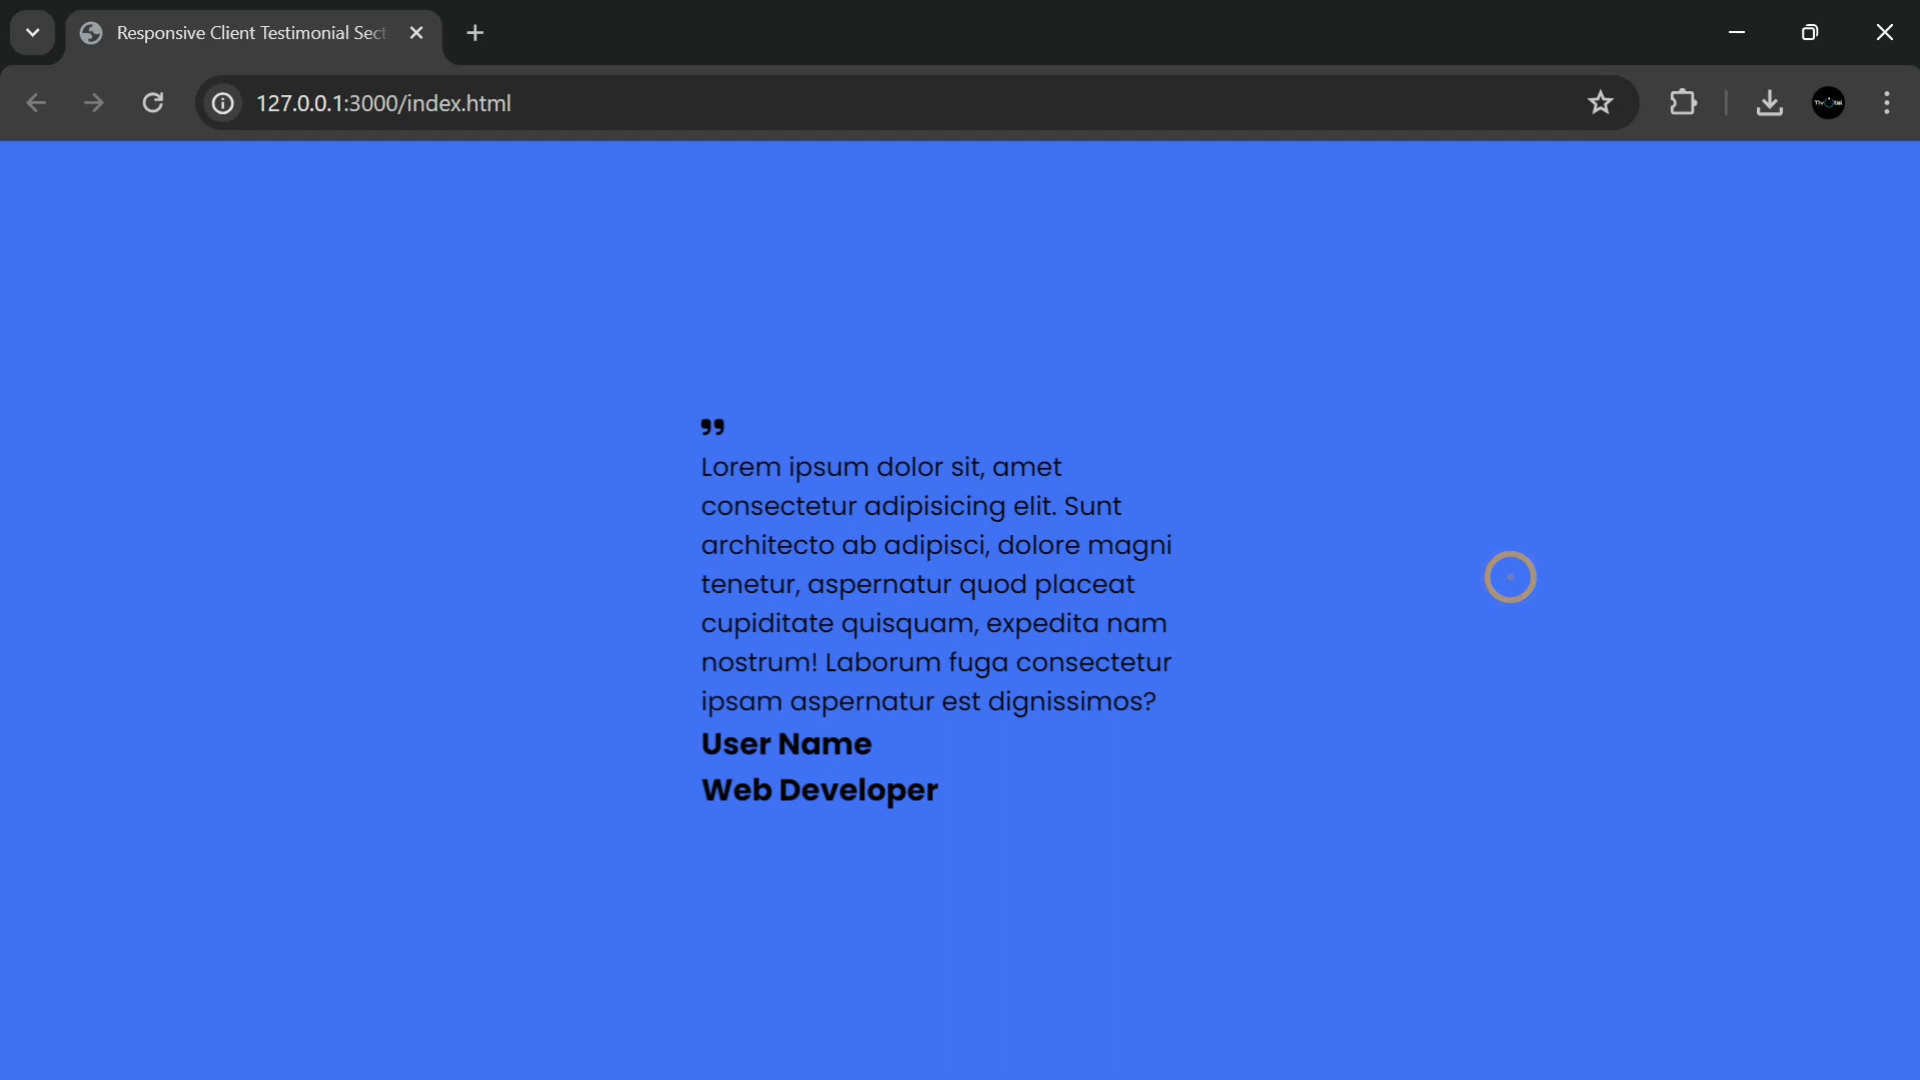 Responsive Client Testimonial Sect
127.0.0.1:3000/index.html
”
Lorem ipsum dolor sit, amet
consectetur adipisicing elit. Sunt
architecto ab adipisci, dolore magni
tenetur, aspernatur quod placeat
cupiditate quisquam, expedita nam
nostrum! Laborum fuga consectetur
ipsam aspernatur est dignissimos?
User Name
Web Developer